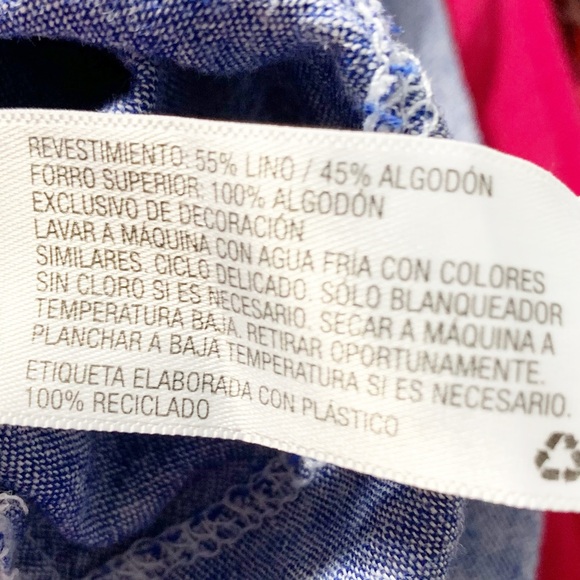 REVESTIMIENTO: 55% LINO / 45% ALGODÓN
FORRO SUPERIOR: 100% ALGODÓN
EXCLUSIVO DE DECORACIÓN
LAVAR A MÁQUINA CON AGUA FRÍA CON COLORES
SIMILARES. CICLO DELICADO. SÓLO BLANQUEADOR
SIN CLORO SI ES NECESARIO. SECAR A MÁQUINA A
TEMPERATURA BAJA. RETIRAR OPORTUNAMENTE.
PLANCHAR A BAJA TEMPERATURA SI ES NECESARIO.
ETIQUETA ELABORADA CON PLÁSTICO
100% RECICLADO